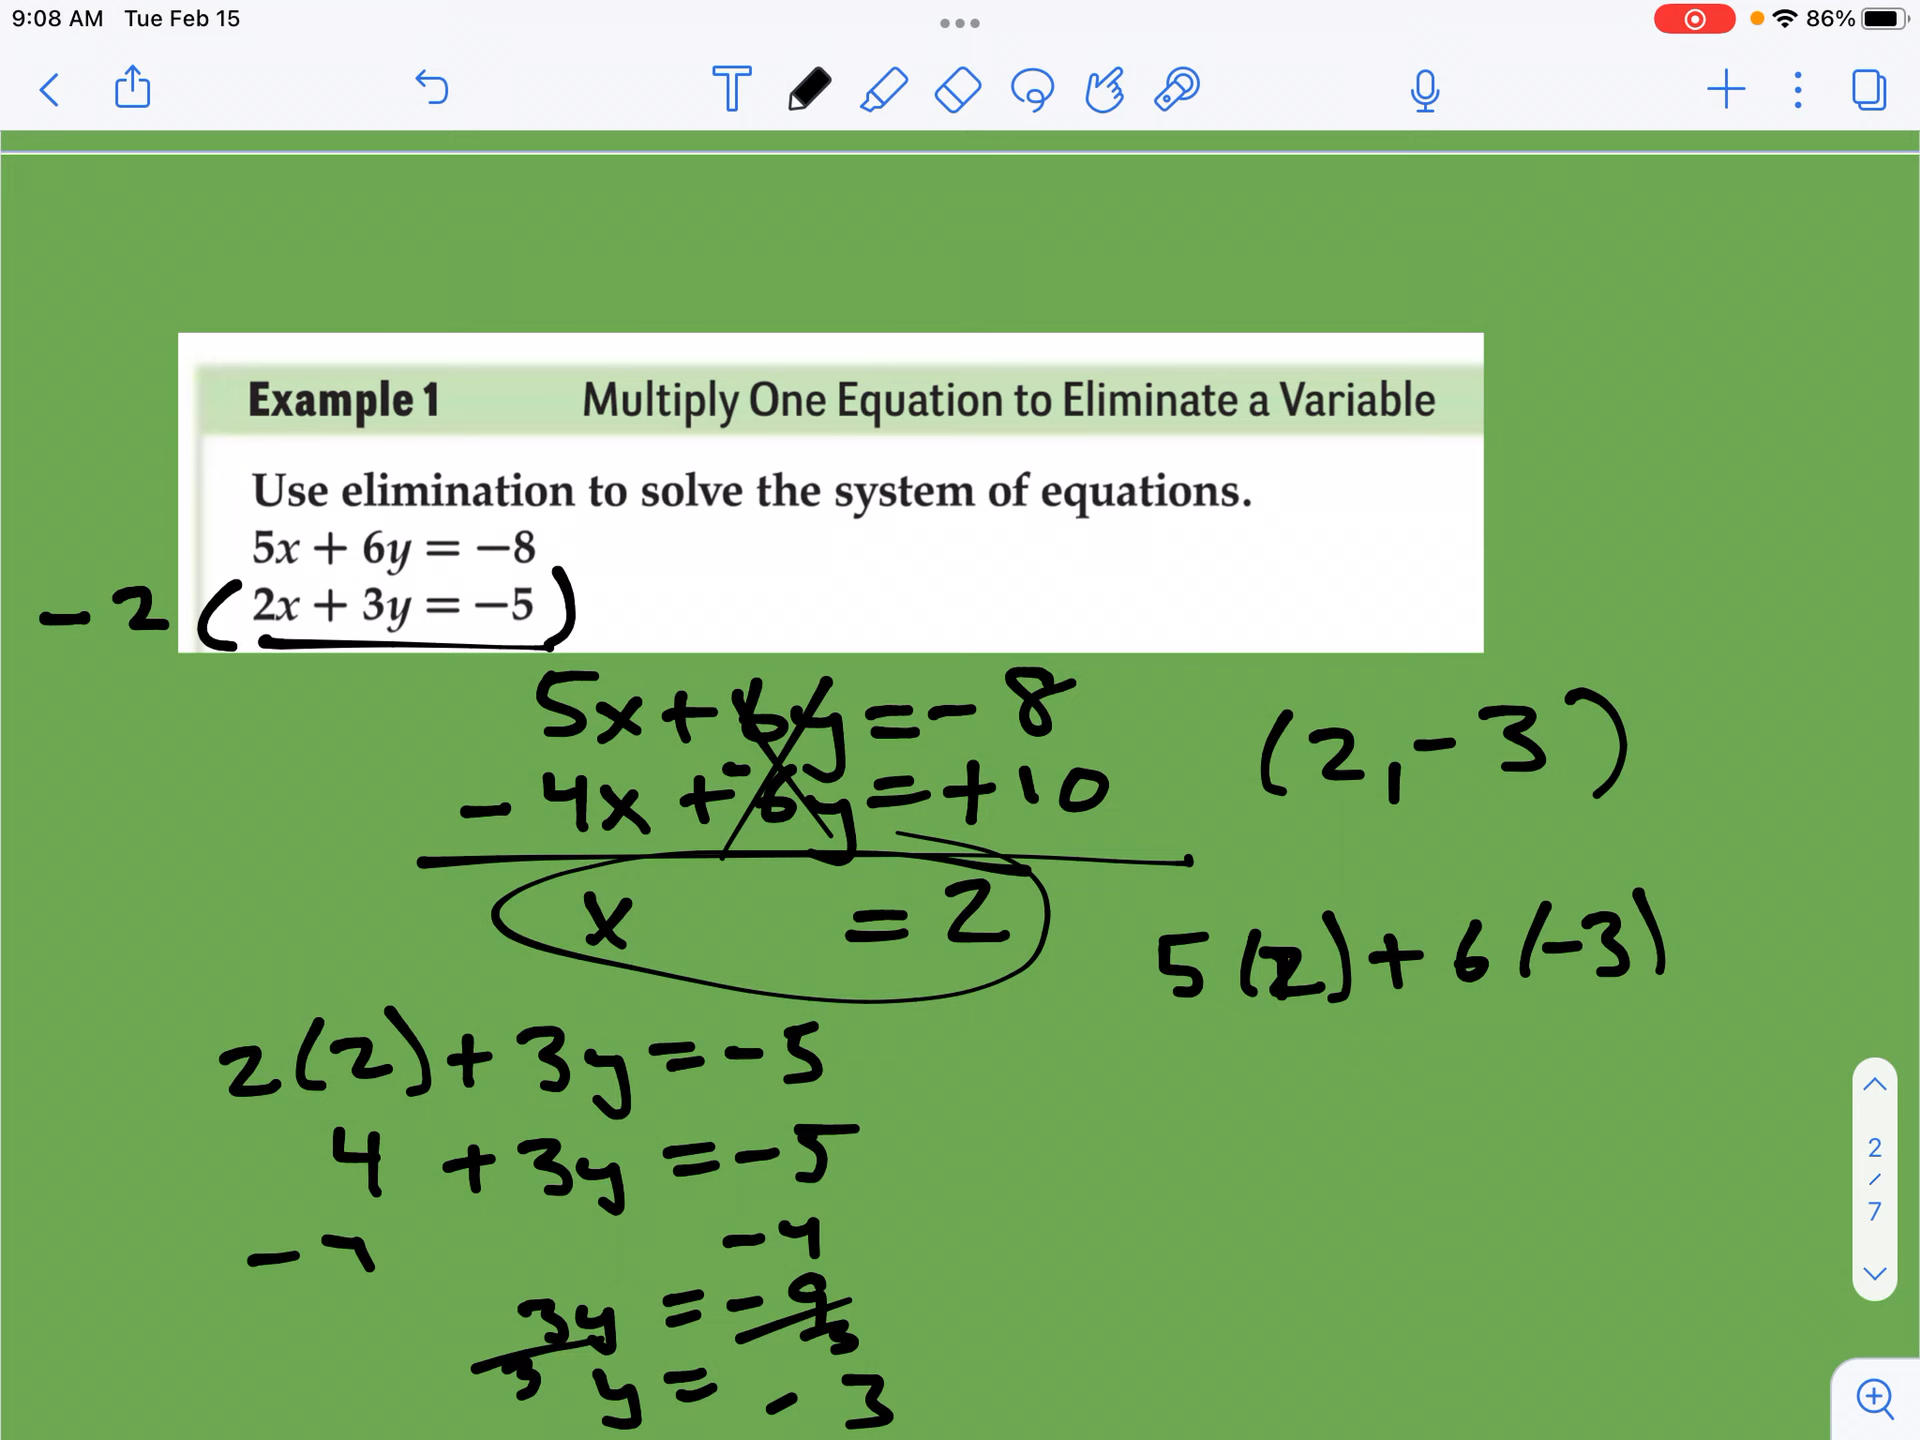 9:08 AM Tue Feb 15
86%
Example 1 Multiply One Equation to Eliminate a Variable
Use elimination to solve the system of equations.
5x + 6y = −8
-2 ( 2x + 3y = −5 )
5x + 6y = - 8
- 4x + -6y = +10
x = 2
(2, -3)
5(2) + 6(-3)
2(2) + 3y = -5
4 + 3y = -5
-4 -4
3y = -9
3 3
y = -3
2
/
7